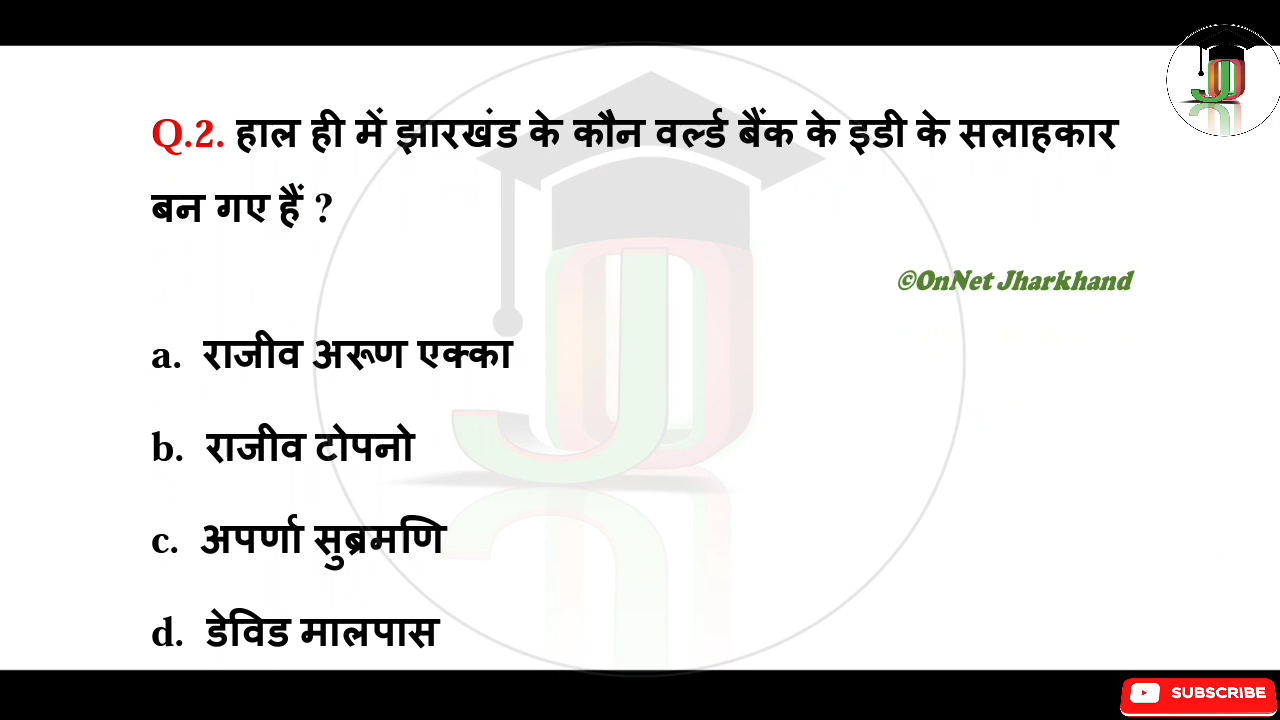 Q.2. हाल ही में झारखंड के कौन वर्ल्ड बैंक के इडी के सलाहकार
बन गए हैं ?
©OnNet Jharkhand
a. राजीव अरूण एक्का
b. राजीव टोपनो
c. अपर्णा सुब्रमणि
d. डेविड मालपास
SUBSCRIBE